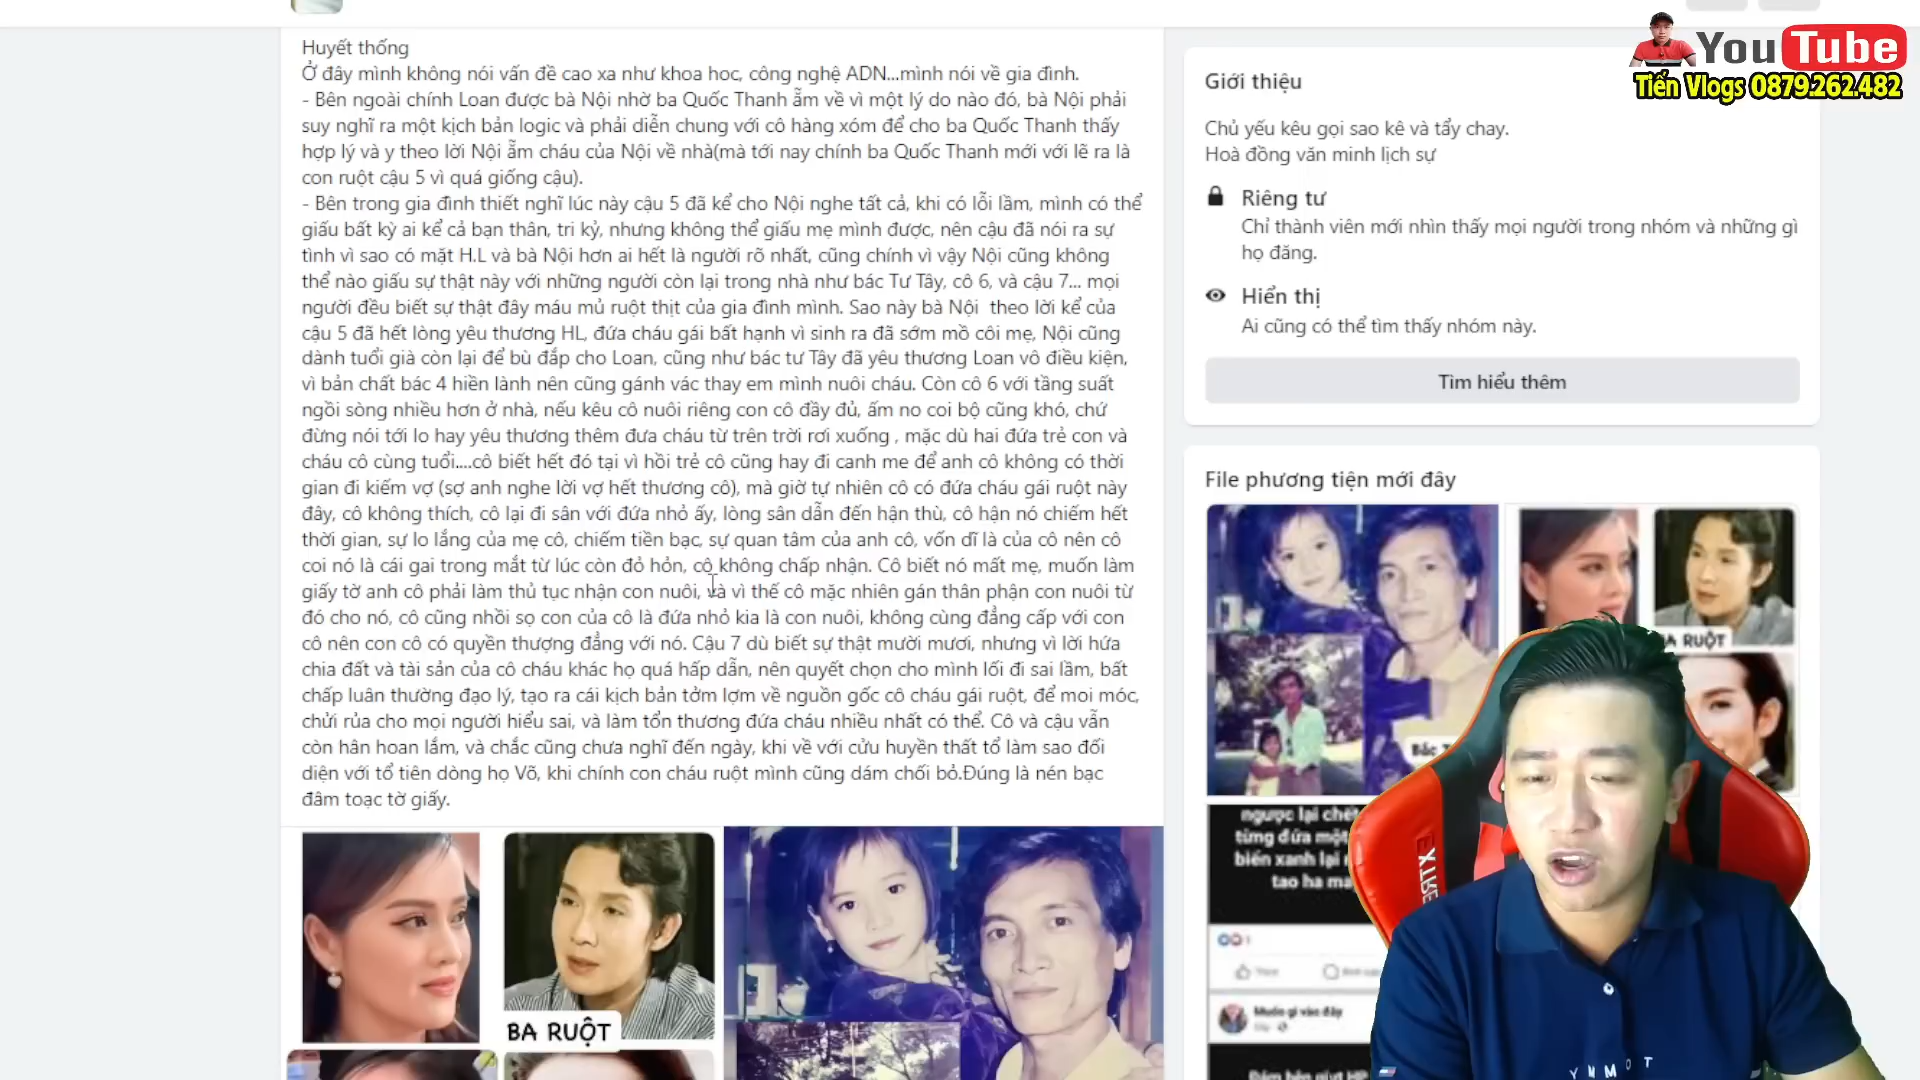 Huyết thống
Ở đây mình không nói vấn đề cao xa như khoa học, công nghệ ADN...mình nói về gia đình.
- Bên ngoài chính Loan được bà Nội nhờ ba Quốc Thanh ẵm về vì một lý do nào đó, bà Nội phải
suy nghĩ ra một kịch bản logic và phải diễn chung với cô hàng xóm để cho ba Quốc Thanh thấy
hợp lý và y theo lời Nội ẵm cháu của Nội về nhà(mà tới nay chính ba Quốc Thanh mới vỡ lẽ ra là
con ruột cậu 5 vì quá giống cậu).
- Bên trong gia đình thiết nghĩ lúc này cậu 5 đã kể cho Nội nghe tất cả, khi có lỗi lầm, mình có thể
giấu bất kỳ ai kể cả bạn thân, tri kỷ, nhưng không thể giấu mẹ mình được, nên cậu đã nói ra sự
tình vì sao có mặt H.L và bà Nội hơn ai hết là người rõ nhất, cũng chính vì vậy Nội cũng không
thể nào giấu sự thật này với những người còn lại trong nhà như bác Tư Tây, cô 6, và cậu 7... mọi
người đều biết sự thật đây máu mủ ruột thịt của gia đình mình. Sao này bà Nội  theo lời kể của
cậu 5 đã hết lòng yêu thương HL, đứa cháu gái bất hạnh vì sinh ra đã sớm mồ côi mẹ, Nội cũng
dành tuổi già còn lại để bù đắp cho Loan, cũng như bác tư Tây đã yêu thương Loan vô điều kiện,
vì bản chất bác 4 hiền lành nên cũng gánh vác thay em mình nuôi cháu. Còn cô 6 với tầng suất
ngồi sòng nhiều hơn ở nhà, nếu kêu cô nuôi riêng con cô đầy đủ, ấm no coi bộ cũng khó, chứ
đừng nói tới lo hay yêu thương thêm đưa cháu từ trên trời rơi xuống , mặc dù hai đứa trẻ con và
cháu cô cùng tuổi....cô biết hết đó tại vì hồi trẻ cô cũng hay đi canh me để anh cô không có thời
gian đi kiếm vợ (sợ anh nghe lời vợ hết thương cô), mà giờ tự nhiên cô có đứa cháu gái ruột này
đây, cô không thích, cô lại đi sân với đứa nhỏ ấy, lòng sân dẫn đến hận thù, cô hận nó chiếm hết
thời gian, sự lo lắng của mẹ cô, chiếm tiền bạc, sự quan tâm của anh cô, vốn dĩ là của cô nên cô
coi nó là cái gai trong mắt từ lúc còn đỏ hỏn, cô không chấp nhận. Cô biết nó mất mẹ, muốn làm
giấy tờ anh cô phải làm thủ tục nhận con nuôi, và vì thế cô mặc nhiên gán thân phận con nuôi từ
đó cho nó, cô cũng nhồi sọ con của cô là đứa nhỏ kia là con nuôi, không cùng đẳng cấp với con
cô nên con cô có quyền thượng đẳng với nó. Cậu 7 dù biết sự thật mười mươi, nhưng vì lời hứa
chia đất và tài sản của cô cháu khác họ quá hấp dẫn, nên quyết chọn cho mình lối đi sai lầm, bất
chấp luân thường đạo lý, tạo ra cái kịch bản tởm lợm về nguồn gốc cô cháu gái ruột, để moi móc,
chửi rủa cho mọi người hiểu sai, và làm tổn thương đứa cháu nhiều nhất có thể. Cô và cậu vẫn
còn hân hoan lắm, và chắc cũng chưa nghĩ đến ngày, khi về với cửu huyền thất tổ làm sao đối
diện với tổ tiên dòng họ Võ, khi chính con cháu ruột mình cũng dám chối bỏ.Đúng là nén bạc
đâm toạc tờ giấy.
BA RUỘT
Giới thiệu
Chủ yếu kêu gọi sao kê và tẩy chay.
Hoà đồng văn minh lịch sự
Riêng tư
Chỉ thành viên mới nhìn thấy mọi người trong nhóm và những gì
họ đăng.
Hiển thị
Ai cũng có thể tìm thấy nhóm này.
Tìm hiểu thêm
File phương tiện mới đây
BA RUỘT
Bác
ngược lại chết
từng đứa một
biển xanh lại
tao ha
YouTube
Tiến Vlogs 0879.262.482